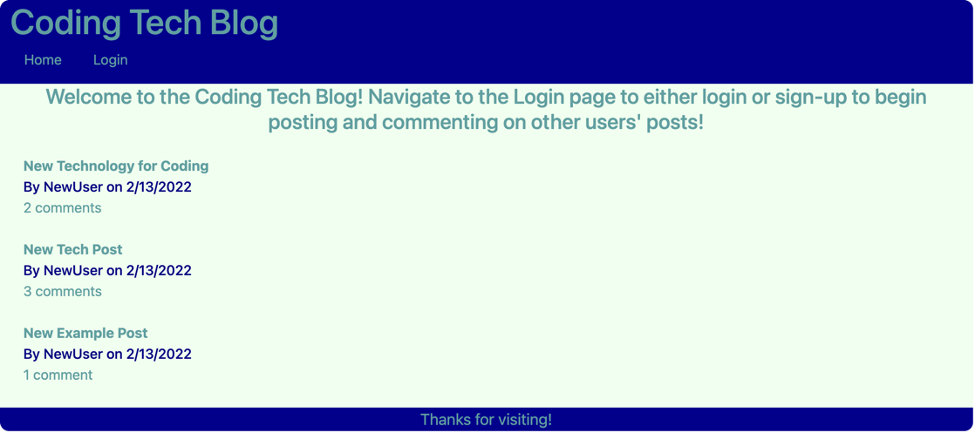 Coding Tech Blog
Home Login
Welcome to the Coding Tech Blog! Navigate to the Login page to either login or sign-up to begin
posting and commenting on other users' posts!
New Technology for Coding
By NewUser on 2/13/2022
2 comments
New Tech Post
By NewUser on 2/13/2022
3 comments
New Example Post
By NewUser on 2/13/2022
1 comment
Thanks for visiting!